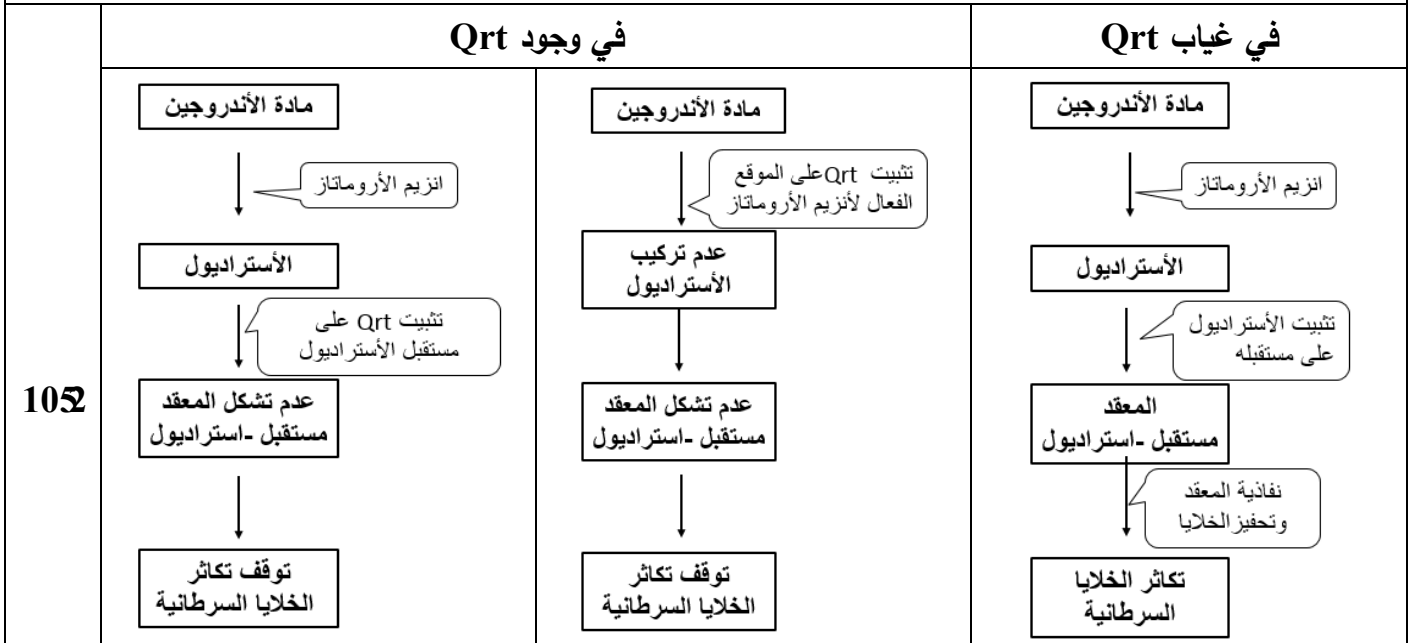 في غياب Qrt
في وجود Qrt
مادة الأندروجين
انزيم الأروماتاز
الأستراديول
تثبيت الأستراديول
على مستقبله
المعقد
مستقبل -استراديول
نفاذية المعقد
وتحفيز الخلايا
تكاثر الخلايا
السرطانية
مادة الأندروجين
تثبيت Qrt على الموقع
الفعال لأنزيم الأروماتاز
عدم تركيب
الأستراديول
عدم تشكل المعقد
مستقبل -استراديول
توقف تكاثر
الخلايا السرطانية
مادة الأندروجين
انزيم الأروماتاز
الأستراديول
تثبيت Qrt على
مستقبل الأستراديول
عدم تشكل المعقد
مستقبل -استراديول
توقف تكاثر
الخلايا السرطانية